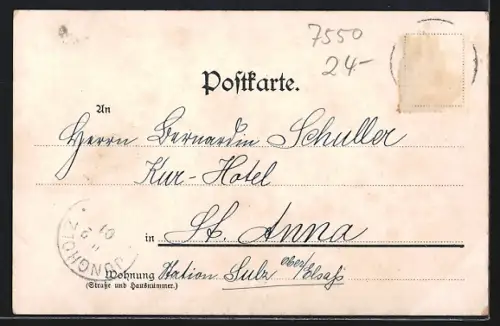 7550
24-
Postkarte.
An
Herrn Bernardin Schuller
Kur-Hotel
in St. Anna
Wohnung Station Sulz Ober/Elsaß
(Straße und Hausnummer.)
JUNGHOLZ